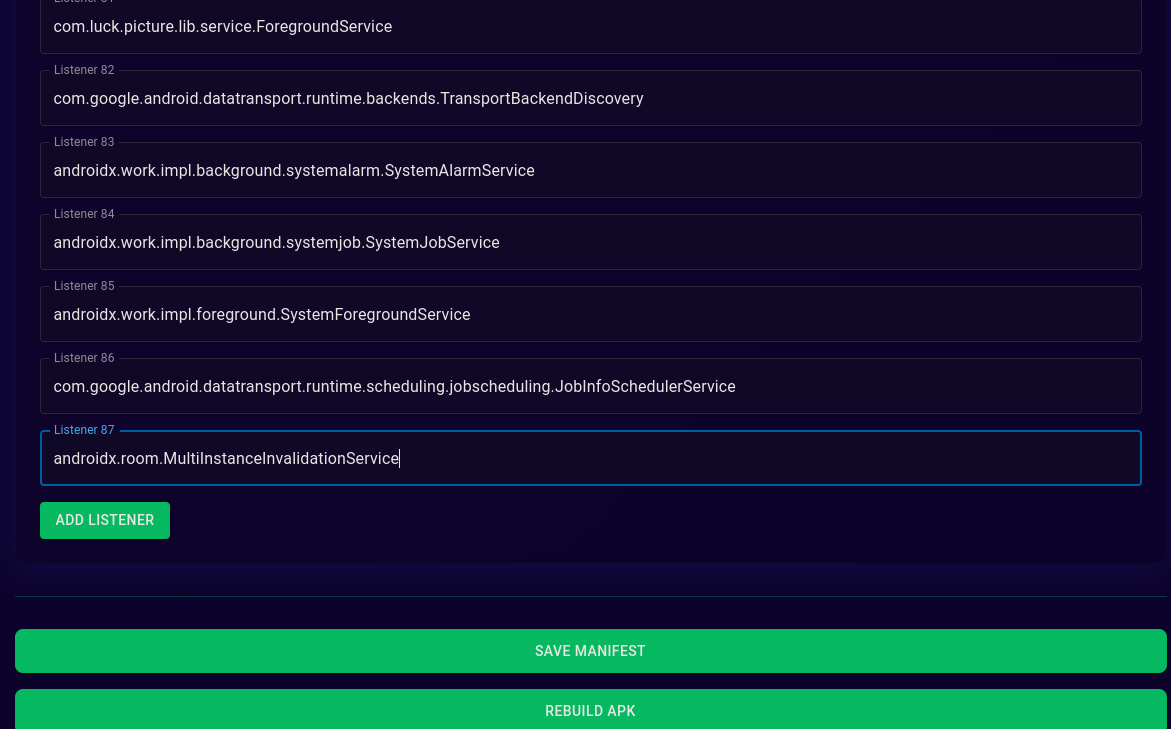 com.luck.picture.lib.service.ForegroundService
Listener 82
com.google.android.datatransport.runtime.backends.TransportBackendDiscovery
Listener 83
androidx.work.impl.background.systemalarm.SystemAlarmService
Listener 84
androidx.work.impl.background.systemjob.SystemJobService
Listener 85
androidx.work.impl.foreground.SystemForegroundService
Listener 86
com.google.android.datatransport.runtime.scheduling.jobscheduling.JobInfoSchedulerService
Listener 87
androidx.room.MultiInstanceInvalidationService
ADD LISTENER
SAVE MANIFEST
REBUILD APK